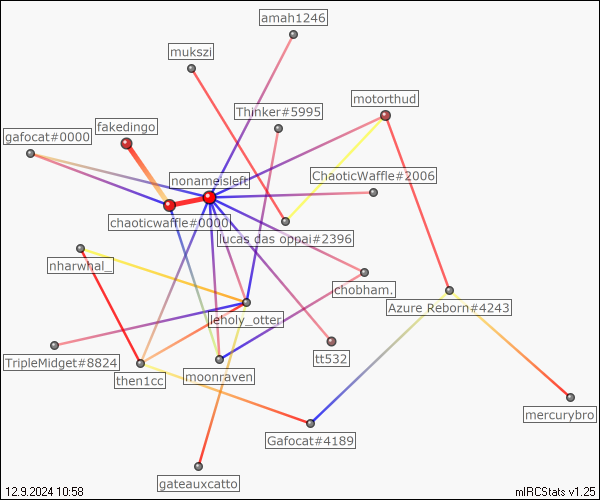 amah1246
mukszi
motorthud
Thinker#5995
fakedingo
gafocat#0000
ChaoticWaffle#2006
nonameisleft
chaoticwaffle#0000
lucas das oppai#2396
nharwhal_
chobham.
Azure Reborn#4243
leholy_otter
tt532
TripleMidget#8824
moonraven
then1cc
mercurybro
Gafocat#4189
gateauxcatto
12.9.2024 10:58
mIRCStats v1.25